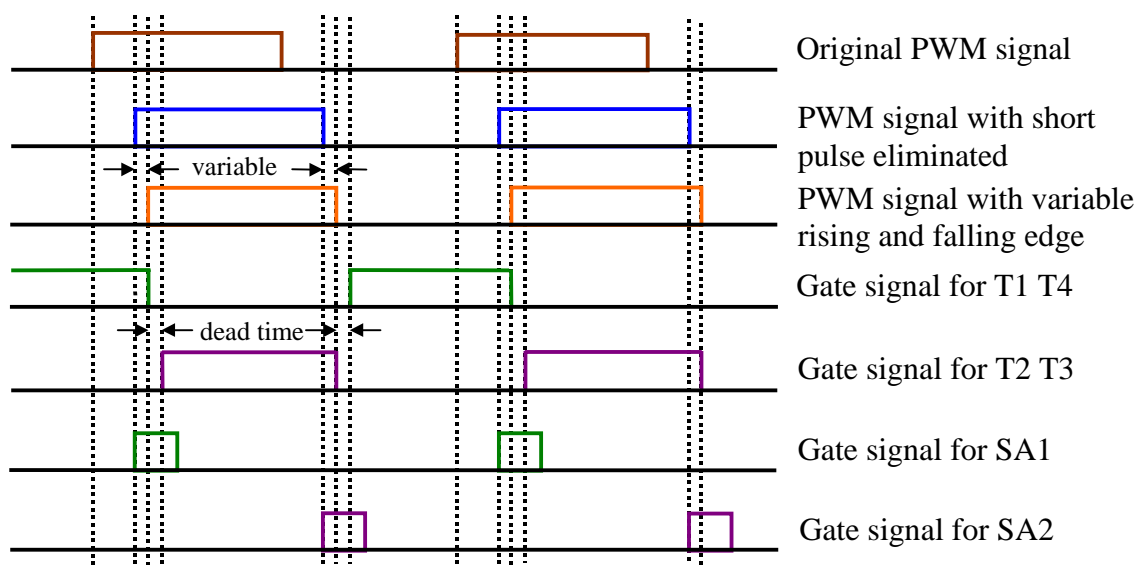 Original PWM signal
PWM signal with short
pulse eliminated
variable
PWM signal with variable
rising and falling edge
Gate signal for T1 T4
dead time
Gate signal for T2 T3
Gate signal for SA1
Gate signal for SA2